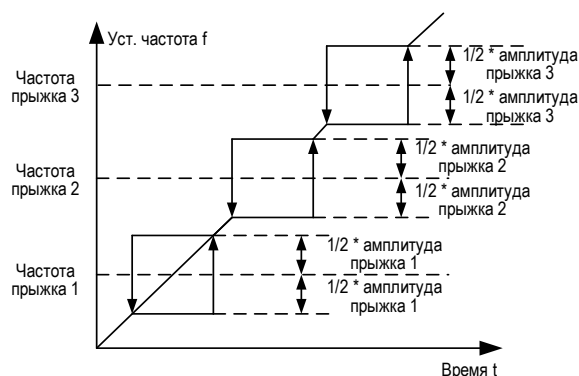 Уст. частота f
Частота
прыжка 3
1/2 * амплитуда
прыжка 3
1/2 * амплитуда
прыжка 3
Частота
прыжка 2
1/2 * амплитуда
прыжка 2
1/2 * амплитуда
прыжка 2
Частота
прыжка 1
1/2 * амплитуда
прыжка 1
1/2 * амплитуда
прыжка 1
Время t